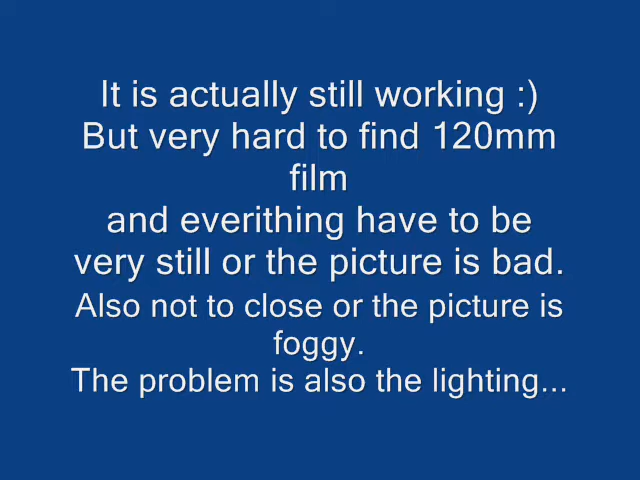 It is actually still working :)
But very hard to find 120mm
film
and everithing have to be
very still or the picture is bad.
Also not to close or the picture is
foggy.
The problem is also the lighting...